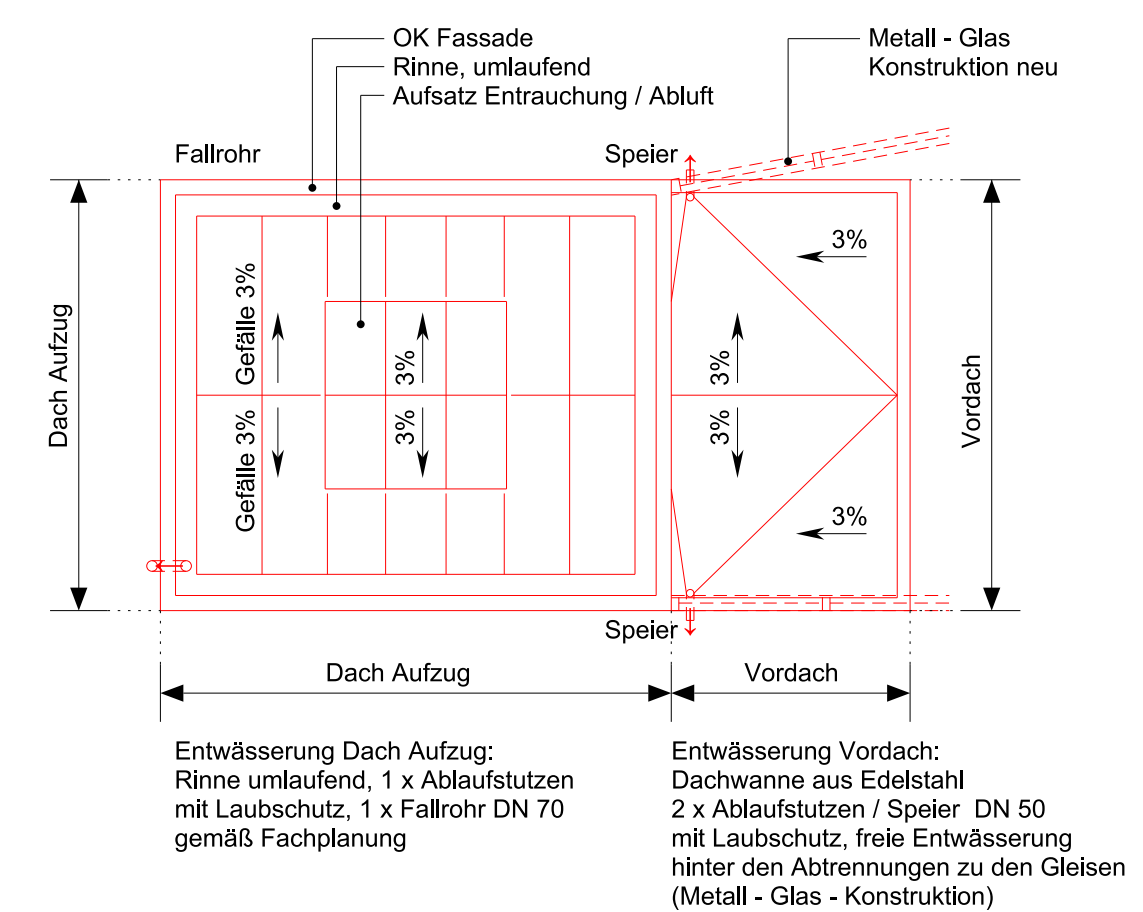 OK Fassade
Rinne, umlaufend
Aufsatz Entrauchung / Abluft
Metall - Glas
Konstruktion neu
Fallrohr
Speier
3%
Dach Aufzug
Gefälle 3%
3%
3%
Vordach
Gefälle 3%
3%
3%
3%
Speier
Dach Aufzug
Vordach
Entwässerung Dach Aufzug:
Rinne umlaufend, 1 x Ablaufstutzen
mit Laubschutz, 1 x Fallrohr DN 70
gemäß Fachplanung
Entwässerung Vordach:
Dachwanne aus Edelstahl
2 x Ablaufstutzen / Speier DN 50
mit Laubschutz, freie Entwässerung
hinter den Abtrennungen zu den Gleisen
(Metall - Glas - Konstruktion)